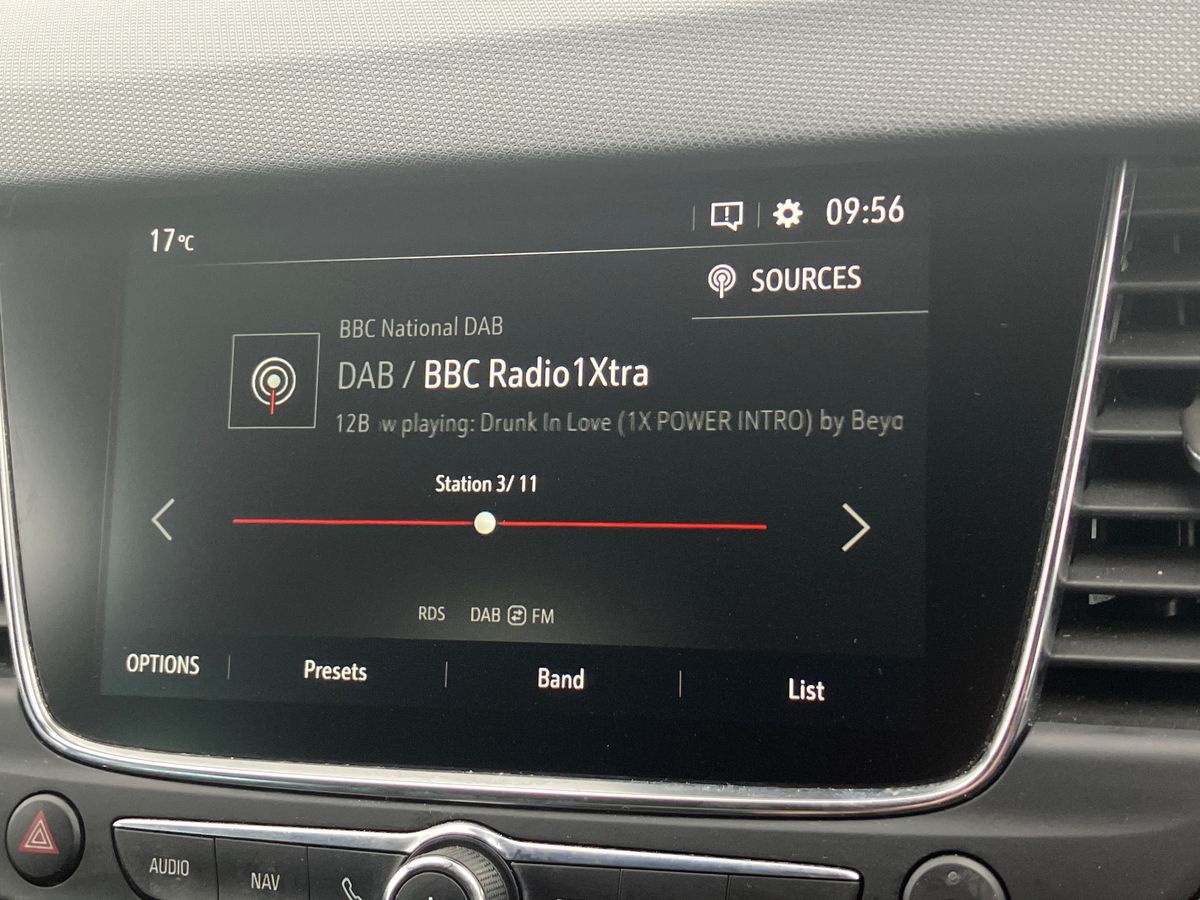 17°C
09:56
SOURCES
BBC National DAB
DAB / BBC Radio1Xtra
12B w playing: Drunk In Love (1X POWER INTRO) by Beyo
Station 3/ 11
RDS DAB FM
OPTIONS Presets Band List
AUDIO NAV